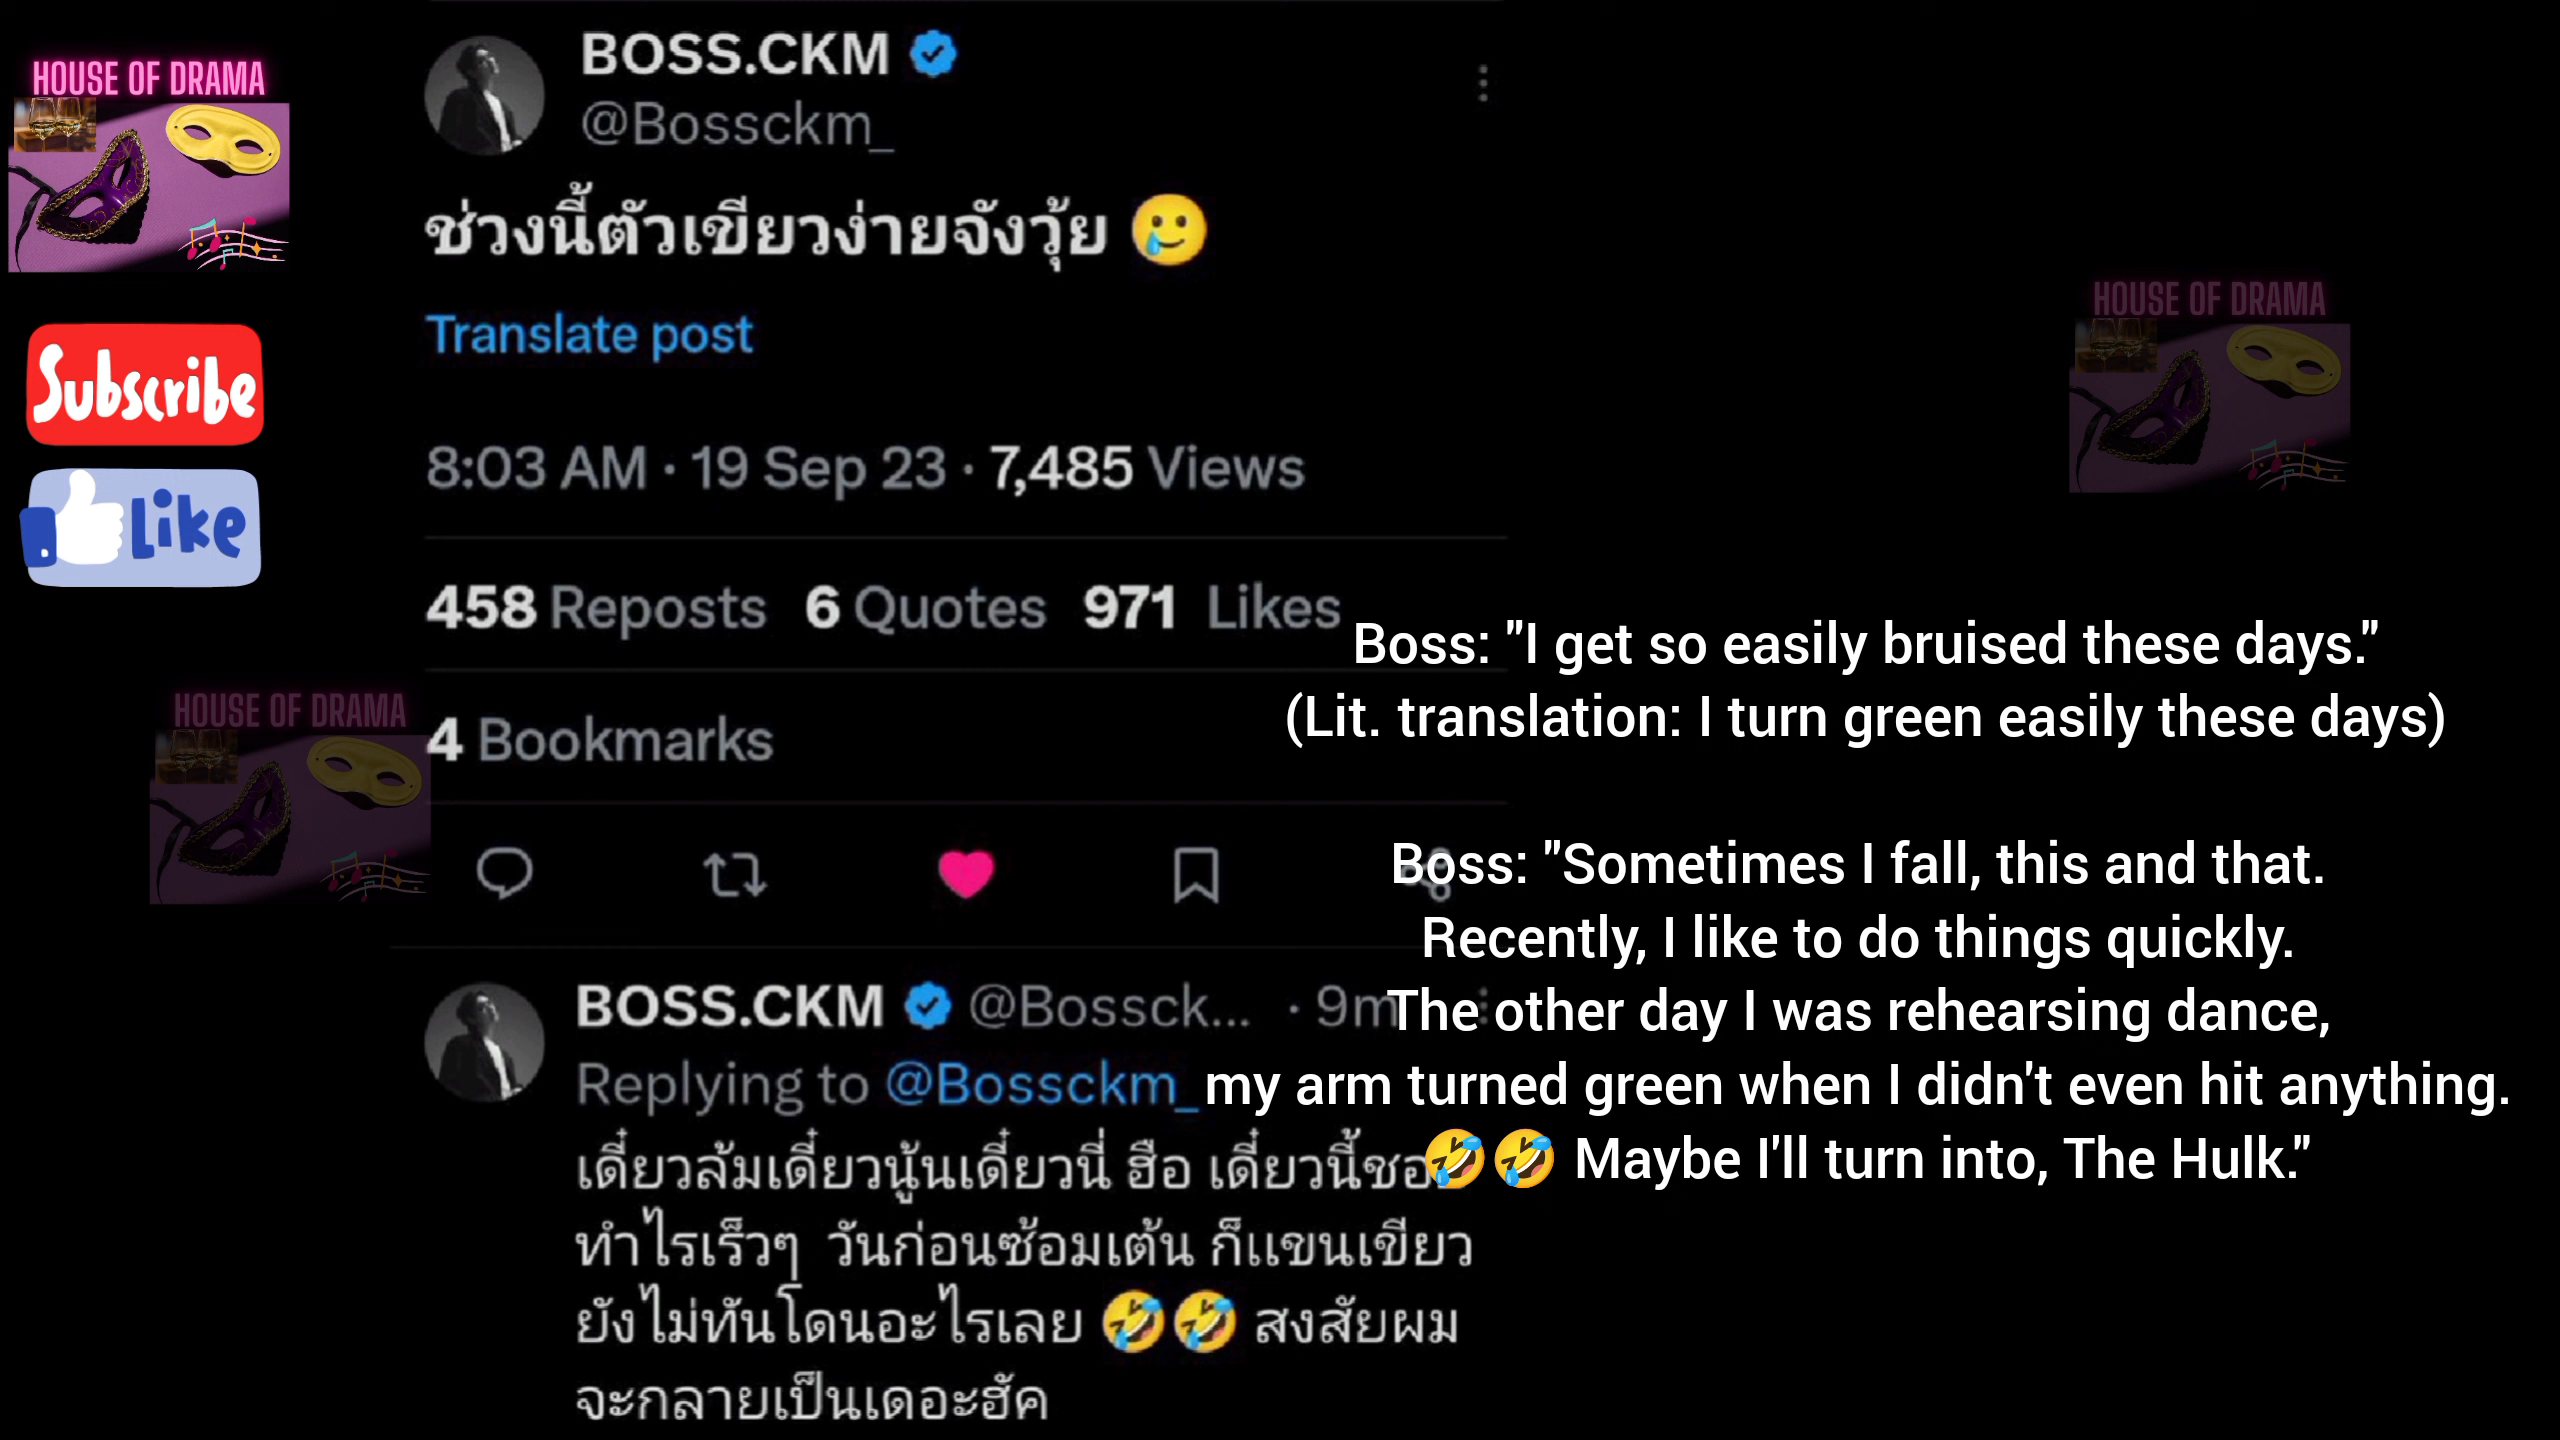 HOUSE OF DRAMA
Subscribe
Like
BOSS.CKM
@Bossckm_
ช่วงนี้ตัวเขียวง่ายจังวุ้ย 🥲
Translate post
8:03 AM · 19 Sep 23 · 7,485 Views
458 Reposts 6 Quotes 971 Likes
4 Bookmarks
HOUSE OF DRAMA
HOUSE OF DRAMA
BOSS.CKM @Bossck... · 9m
Replying to @Bossckm_
เดี๋ยวล้มเดี๋ยวนู้นเดี๋ยวนี่ ฮือ เดี๋ยวนี้
ทำไรเร็วๆ วันก่อนซ้อมเต้น ก็แขนเขียว
ยังไม่ทันโดนอะไรเลย 🤣🤣 สงสัยผม
จะกลายเป็นเดอะฮัค
Boss: "I get so easily bruised these days."
(Lit. translation: I turn green easily these days)
Boss: "Sometimes I fall, this and that.
Recently, I like to do things quickly.
The other day I was rehearsing dance,
my arm turned green when I didn't even hit anything.
🤣🤣 Maybe I'll turn into, The Hulk."